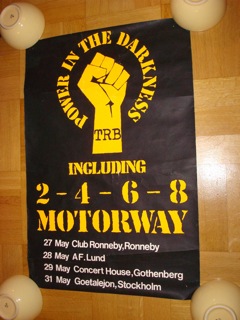 POWER IN THE DARKNESS
TRB
INCLUDING
2-4-6-8
MOTORWAY
27 May Club Ronneby, Ronneby
28 May A.F. Lund
29 May Concert House, Gothenberg
31 May Goetalejon, Stockholm